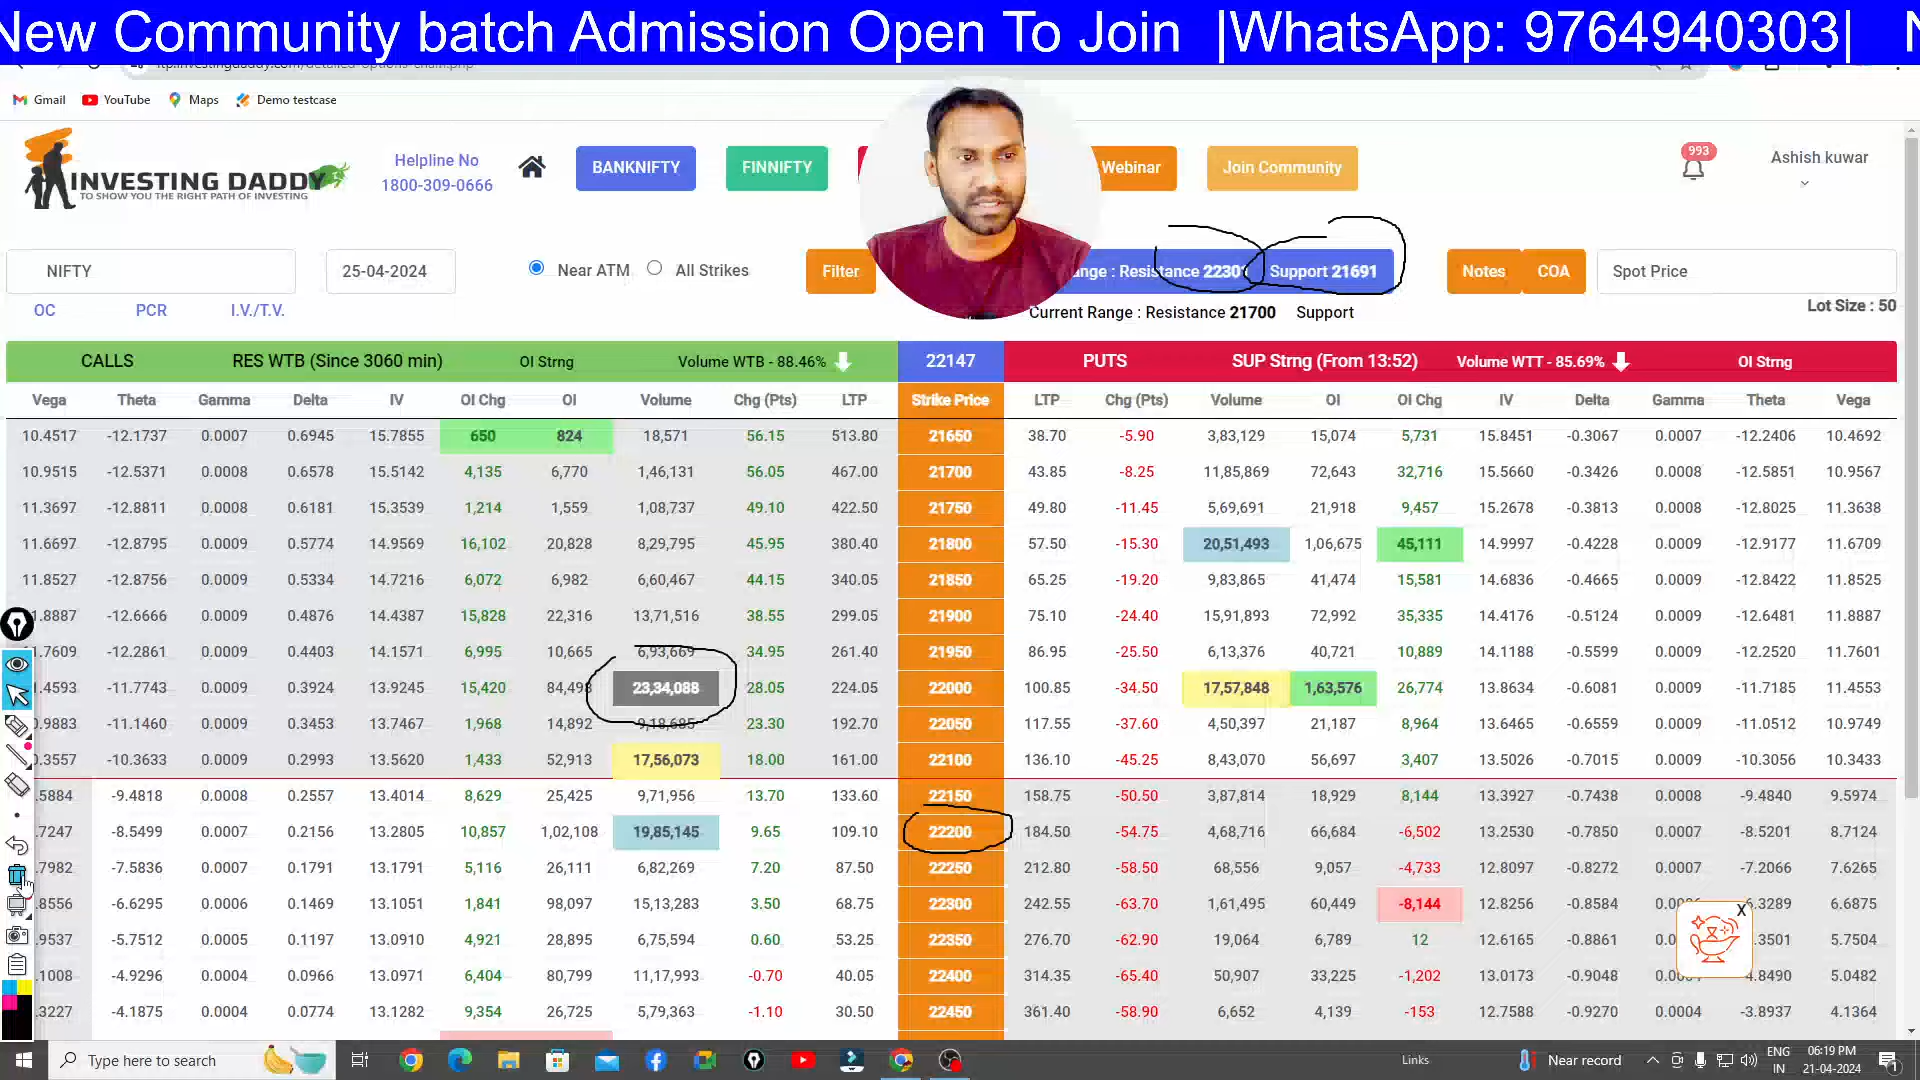 New Community batch Admission Open To Join |WhatsApp: 9764940303|
Gmail YouTube Maps Demo testcase
INVESTING DADDY
TO SHOW YOU THE RIGHT PATH OF INVESTING
Helpline No
1800-309-0666
BANKNIFTY FINNIFTY Webinar Join Community
993
Ashish kuwar
NIFTY 25-04-2024 Near ATM All Strikes Filter Resistance Support 21691 Notes COA Spot Price
OC PCR I.V./T.V. Current Range : Resistance 21700 Support Lot Size : 50
CALLS RES WTB (Since 3060 min) OI Strng Volume WTB - 88.46% 22147 PUTS SUP Strng (From 13:52) Volume WTT - 85.69% OI Strng
Vega Theta Gamma Delta IV OI Chg OI Volume Chg (Pts) LTP Strike Price LTP Chg (Pts) Volume OI OI Chg IV Delta Gamma Theta Vega
10.4517 -12.1737 0.0007 0.6945 15.7855 650 824 18,571 56.15 513.80 21650 38.70 -5.90 3,83,129 15,074 5,731 15.8451 -0.3067 0.0007 -12.2406 10.4692
10.9515 -12.5371 0.0008 0.6578 15.5142 4,135 6,770 1,46,131 56.05 467.00 21700 43.85 -8.25 11,85,869 72,643 32,716 15.5660 -0.3426 0.0008 -12.5851 10.9567
11.3697 -12.8811 0.0008 0.6181 15.3539 1,214 1,559 1,08,737 49.10 422.50 21750 49.80 -11.45 5,69,691 21,918 9,457 15.2678 -0.3813 0.0008 -12.8025 11.3638
11.6697 -12.8795 0.0009 0.5774 14.9569 16,102 20,828 8,29,795 45.95 380.40 21800 57.50 -15.30 20,51,493 1,06,675 45,111 14.9997 -0.4228 0.0009 -12.9177 11.6709
11.8527 -12.8756 0.0009 0.5334 14.7216 6,072 6,982 6,60,467 44.15 340.05 21850 65.25 -19.20 9,83,865 41,474 15,581 14.6836 -0.4665 0.0009 -12.8422 11.8525
.8887 -12.6666 0.0009 0.4876 14.4387 15,828 22,316 13,71,516 38.55 299.05 21900 75.10 -24.40 15,91,893 72,992 35,335 14.4176 -0.5124 0.0009 -12.6481 11.8887
.7609 -12.2861 0.0009 0.4403 14.1571 6,995 10,665 6,93,669 34.95 261.40 21950 86.95 -25.50 6,13,376 40,721 10,889 14.1188 -0.5599 0.0009 -12.2520 11.7601
.4593 -11.7743 0.0009 0.3924 13.9245 15,420 84,498 23,34,088 28.05 224.05 22000 100.85 -34.50 17,57,848 1,63,576 26,774 13.8634 -0.6081 0.0009 -11.7185 11.4553
.9883 -11.1460 0.0009 0.3453 13.7467 1,968 14,892 9,18,685 23.30 192.70 22050 117.55 -37.60 4,50,397 21,187 8,964 13.6465 -0.6559 0.0009 -11.0512 10.9749
.3557 -10.3633 0.0009 0.2993 13.5620 1,433 52,913 17,56,073 18.00 161.00 22100 136.10 -45.25 8,43,070 56,697 3,407 13.5026 -0.7015 0.0009 -10.3056 10.3433
.5884 -9.4818 0.0008 0.2557 13.4014 8,629 25,425 9,71,956 13.70 133.60 22150 158.75 -50.50 3,87,814 18,929 8,144 13.3927 -0.7438 0.0008 -9.4840 9.5974
.7247 -8.5499 0.0007 0.2156 13.2805 10,857 1,02,108 19,85,145 9.65 109.10 22200 184.50 -54.75 4,68,716 66,684 -6,502 13.2530 -0.7850 0.0007 -8.5201 8.7124
.7982 -7.5836 0.0007 0.1791 13.1791 5,116 26,111 6,82,269 7.20 87.50 22250 212.80 -58.50 68,556 9,057 -4,733 12.8097 -0.8272 0.0007 -7.2066 7.6265
.8556 -6.6295 0.0006 0.1469 13.1051 1,841 98,097 15,13,283 3.50 68.75 22300 242.55 -63.70 1,61,495 60,449 -8,144 12.8256 -0.8584 .3289 6.6875
.9537 -5.7512 0.0005 0.1197 13.0910 4,921 28,895 6,75,594 0.60 53.25 22350 276.70 -62.90 19,064 6,789 12 12.6165 -0.8861 .3501 5.7504
.1008 -4.9296 0.0004 0.0966 13.0971 6,404 80,799 11,17,993 -0.70 40.05 22400 314.35 -65.40 50,907 33,225 -1,202 13.0173 -0.9048 .8490 5.0482
.3227 -4.1875 0.0004 0.0774 13.1282 9,354 26,725 5,79,363 -1.10 30.50 22450 361.40 -58.90 6,652 4,139 -153 12.7588 -0.9270 0.0004 -3.8937 4.1364
X
Type here to search Links Near record ENG IN 06:19 PM 21-04-2024